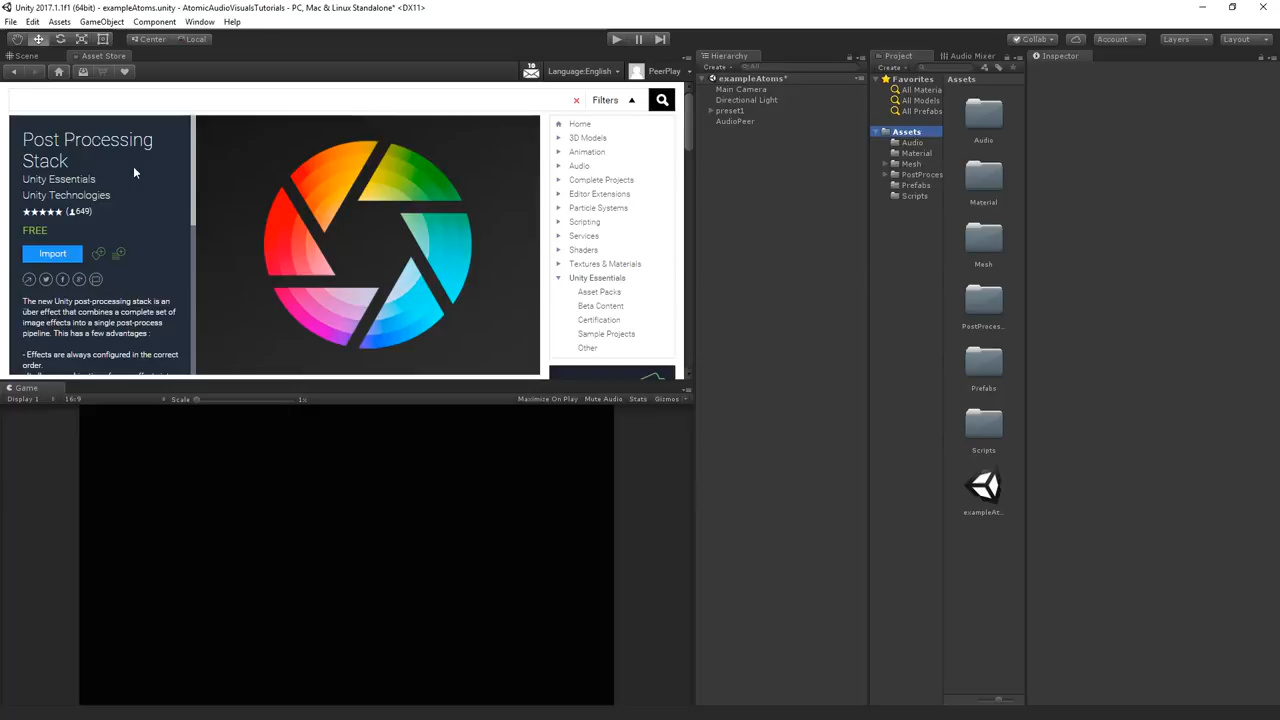 Unity 2017.1.1f1 (64bit) - exampleAtoms.unity - AtomicAudioVisualsTutorials - PC, Mac & Linux Standalone* <DX11>
File Edit Assets GameObject Component Window Help
Center Local
Collab Account Layers Layout
Scene Asset Store
Language:English PeerPlay
10
Filters
Post Processing
Stack
Unity Essentials
Unity Technologies
(649)
FREE
Import
The new Unity post-processing stack is an
über effect that combines a complete set of
image effects into a single post-process
pipeline. This has a few advantages :
- Effects are always configured in the correct
order.
Home
3D Models
Animation
Audio
Complete Projects
Editor Extensions
Particle Systems
Scripting
Services
Shaders
Textures & Materials
Unity Essentials
Asset Packs
Beta Content
Certification
Sample Projects
Other
Game
Display 1 16:9 Scale 1x Maximize On Play Mute Audio Stats Gizmos
Hierarchy
Create All
exampleAtoms*
Main Camera
Directional Light
preset1
AudioPeer
Project Audio Mixer
Create
Favorites
All Materia
All Models
All Prefabs
Assets
Audio
Material
Mesh
PostProces
Prefabs
Scripts
Assets
Audio
Material
Mesh
PostProces...
Prefabs
Scripts
exampleAt...
Inspector